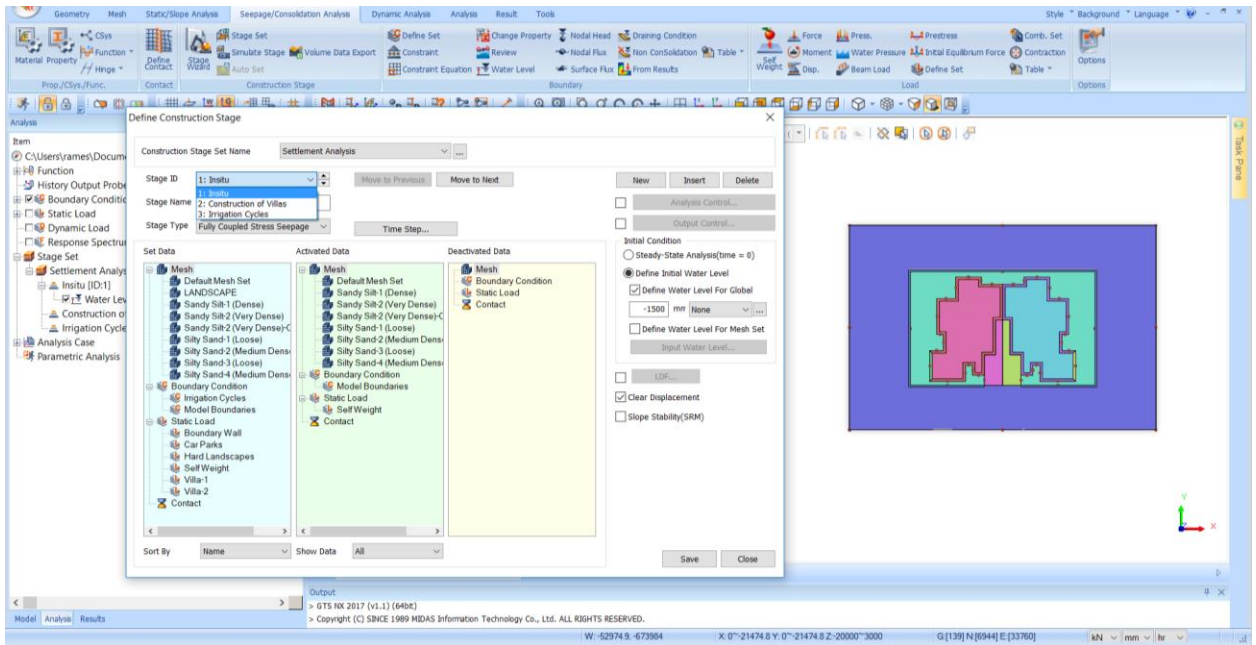 Geometry Mesh Static/Slope Analysis Seepage/Consolidation Analysis Dynamic Analysis Analysis Result Tools Style Background Language
CSys Stage Set Define Set Change Property Nodal Head Draining Condition Force Press. Prestress Comb. Set
Material Property Function Define Contact Stage Wizard Simulate Stage Volume Data Export Constraint Review Nodal Flux Non ConSolidation Table Self Weight Moment Water Pressure Intal Equilbrum Force Contraction Options
Hinge Auto Set Constraint Equation Water Level Surface Flux From Results Disp. Beam Load Define Set Table
Prop./CSys./Func. Contact Construction Stage Boundary Load Options
Analysis
Item
C:\Users\rames\Docum
Function
History Output Probe
Boundary Conditic
Static Load
Dynamic Load
Response Spectrur
Stage Set
Settlement Analys
Insitu [ID:1]
Water Lev
Construction o
Irrigation Cycle
Analysis Case
Parametric Analysis
Model Analysis Results
Define Construction Stage
Construction Stage Set Name Settlement Analysis ...
Stage ID 1: Insitu Move to Previous Move to Next New Insert Delete
1: Insitu
2: Construction of Villas
3: Irrigation Cycles
Stage Name
Stage Type Fully Coupled Stress Seepage Time Step...
Analysis Control...
Output Control...
Set Data
Mesh
Default Mesh Set
LANDSCAPE
Sandy Silt-1 (Dense)
Sandy Silt-2 (Very Dense)
Sandy Silt-2 (Very Dense)-C
Silty Sand-1 (Loose)
Silty Sand-2 (Medium Dens
Silty Sand-3 (Loose)
Silty Sand-4 (Medium Dens
Boundary Condition
Irrigation Cycles
Model Boundaries
Static Load
Boundary Wall
Car Parks
Hard Landscapes
Self Weight
Villa-1
Villa-2
Contact
Activated Data
Mesh
Default Mesh Set
Sandy Silt-1 (Dense)
Sandy Silt-2 (Very Dense)
Sandy Silt-2 (Very Dense)-C
Silty Sand-1 (Loose)
Silty Sand-2 (Medium Dens
Silty Sand-3 (Loose)
Silty Sand-4 (Medium Dens
Boundary Condition
Model Boundaries
Static Load
Self Weight
Contact
Deactivated Data
Mesh
Boundary Condition
Static Load
Contact
Initial Condition
Steady-State Analysis(time = 0)
Define Initial Water Level
Define Water Level For Global
-1500 mm None ...
Define Water Level For Mesh Set
Input Water Level...
LDF...
Clear Displacement
Slope Stability(SRM)
Sort By Name Show Data All
Save Close
Task Pane
Y
Z X
Output
> GTS NX 2017 (v1.1) (64bit)
> Copyright (C) SINCE 1989 MIDAS Information Technology Co., Ltd. ALL RIGHTS RESERVED.
W: -52974.9, -673984 X: 0"~21474.8 Y: 0"~21474.8 Z:-20000~3000 G:[139] N:[6944] E:[33760] kN mm hr